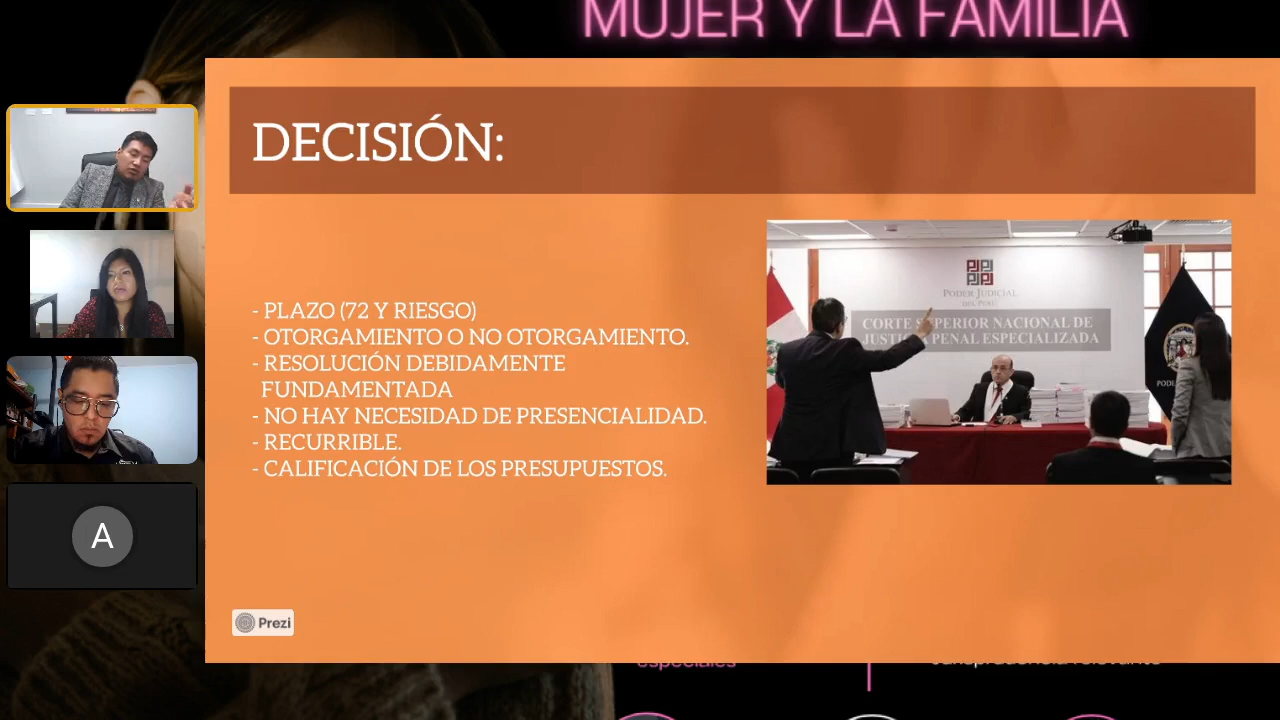 MUJER Y LA FAMILIA
DECISIÓN:
- PLAZO (72 Y RIESGO)
- OTORGAMIENTO O NO OTORGAMIENTO.
- RESOLUCIÓN DEBIDAMENTE
FUNDAMENTADA
- NO HAY NECESIDAD DE PRESENCIALIDAD.
- RECURRIBLE.
- CALIFICACIÓN DE LOS PRESUPUESTOS.
PODER JUDICIAL
DEL PERÚ
CORTE SUPERIOR NACIONAL DE
JUSTICIA PENAL ESPECIALIZADA
A
Prezi
especiales